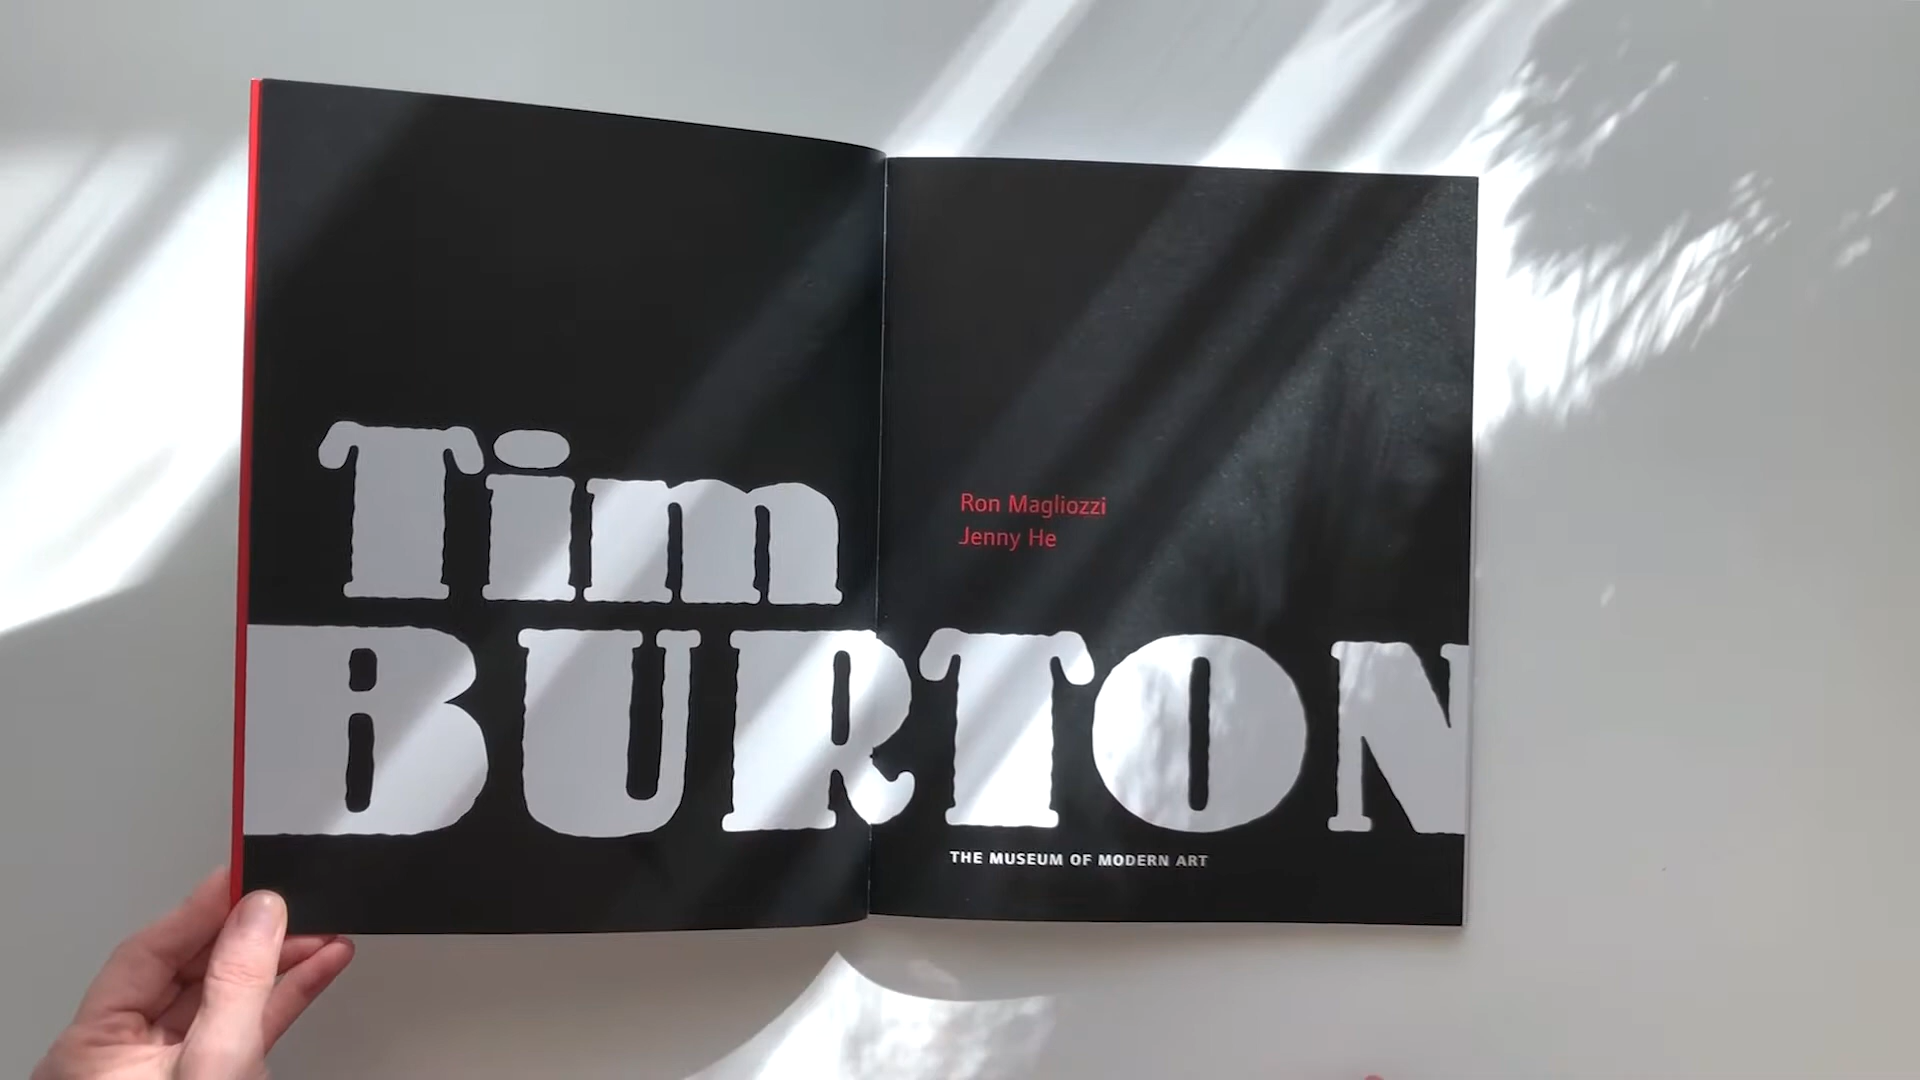 Tim
BURTON
Ron Magliozzi
Jenny He
THE MUSEUM OF MODERN ART